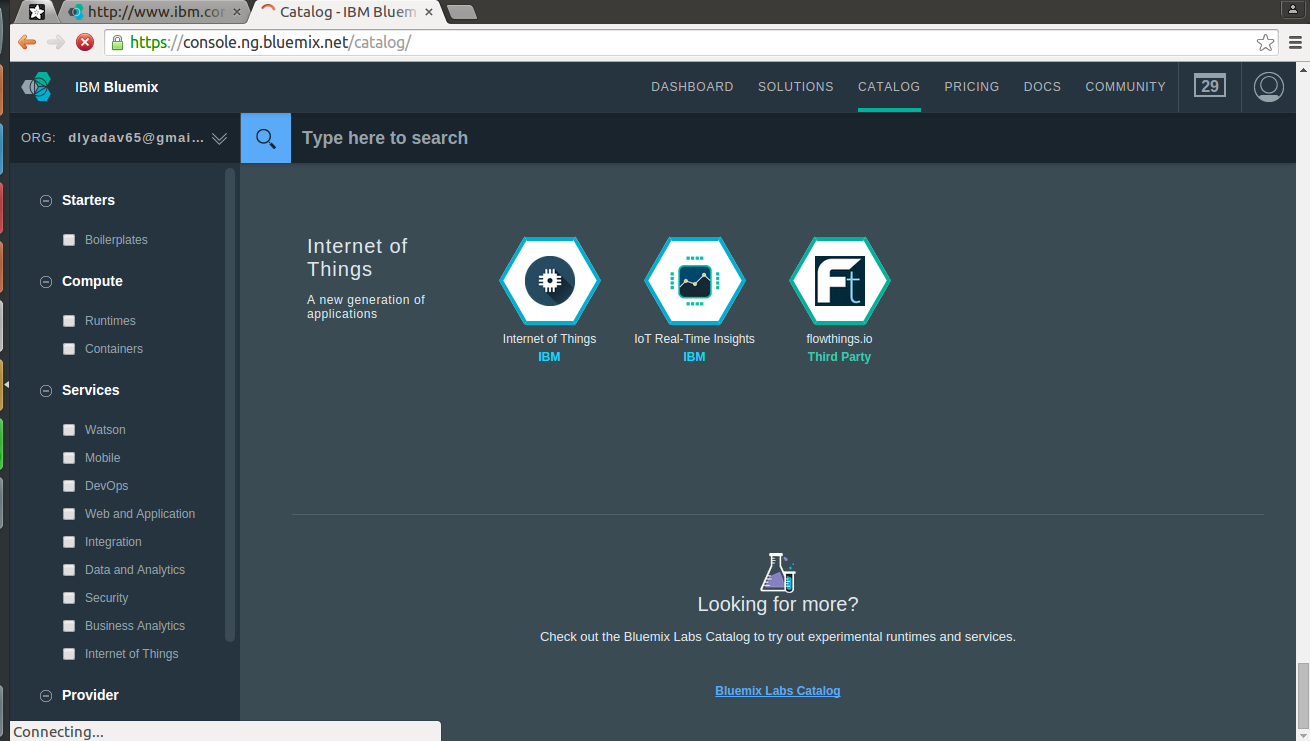 http://www.ibm.cor
Catalog - IBM Bluem
https://console.ng.bluemix.net/catalog/
IBM Bluemix
DASHBOARD
SOLUTIONS
CATALOG
PRICING
DOCS
COMMUNITY
29
ORG: dlyadav65@gmai...
Type here to search
Starters
Boilerplates
Compute
Runtimes
Containers
Services
Watson
Mobile
DevOps
Web and Application
Integration
Data and Analytics
Security
Business Analytics
Internet of Things
Provider
Internet of
Things
A new generation of
applications
Internet of Things
IBM
IoT Real-Time Insights
IBM
Ft
flowthings.io
Third Party
Looking for more?
Check out the Bluemix Labs Catalog to try out experimental runtimes and services.
Bluemix Labs Catalog
Connecting...